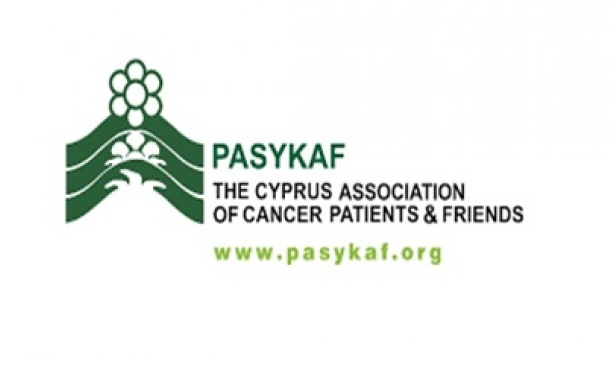 PASYKAF
THE CYPRUS ASSOCIATION
OF CANCER PATIENTS & FRIENDS
www.pasykaf.org